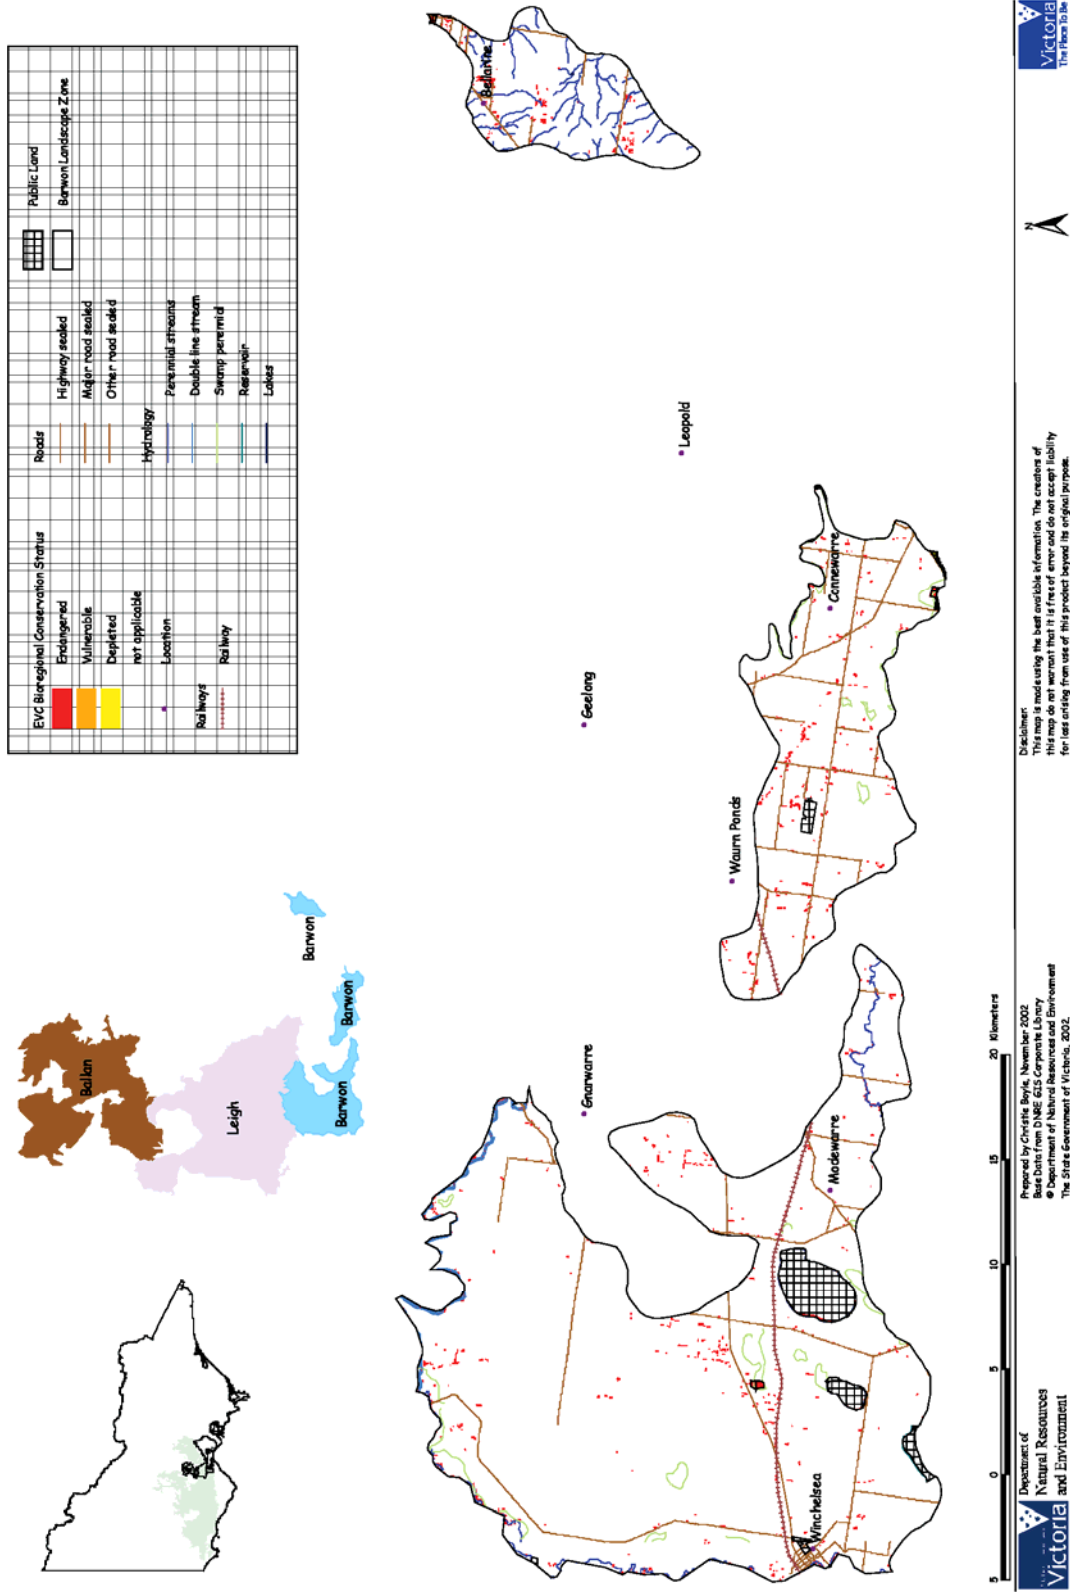 EVC Bioregional Conservation Status
Endangered
Vulnerable
Depleted
not applicable
Location
Railways
Railway
Roads
Highway sealed
Major road sealed
Other road sealed
Hydrology
Perennial streams
Double line stream
Swamp perennial
Reservoir
Lakes
Public Land
Barwon Landscape Zone
Ballan
Leigh
Barwon
Barwon
Barwon
Bellarine
Leopold
Geelong
Connewarre
Waurn Ponds
Gnarwarre
Modewarre
Winchelsea
5 0 5 10 15 20 Kilometers
N
Victoria
Department of
Natural Resources
and Environment
Prepared by Christie Boyle, November 2002
Base Data from DNRE GIS Corporate Library
© Department of Natural Resources and Environment
The State Government of Victoria, 2002.
Disclaimer:
This map is made using the best available information. The creators of
this map do not warrant that it is free of error and do not accept liability
for loss arising from use of this product beyond its original purpose.
Victoria
The Place To Be